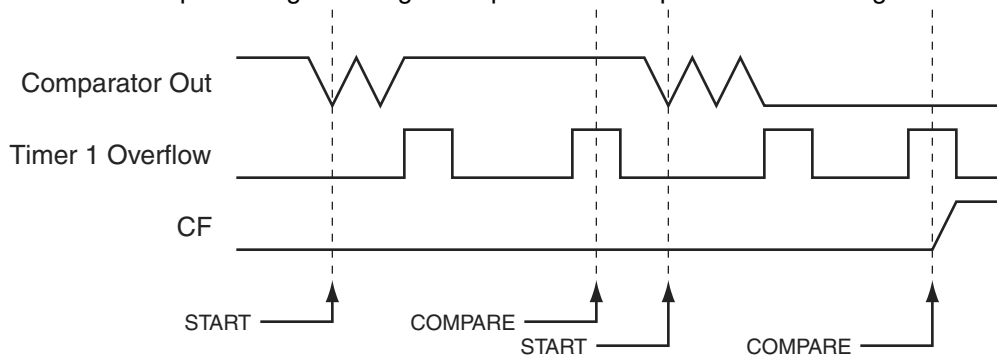 Comparator Out
Timer 1 Overflow
CF
START
COMPARE
START
COMPARE